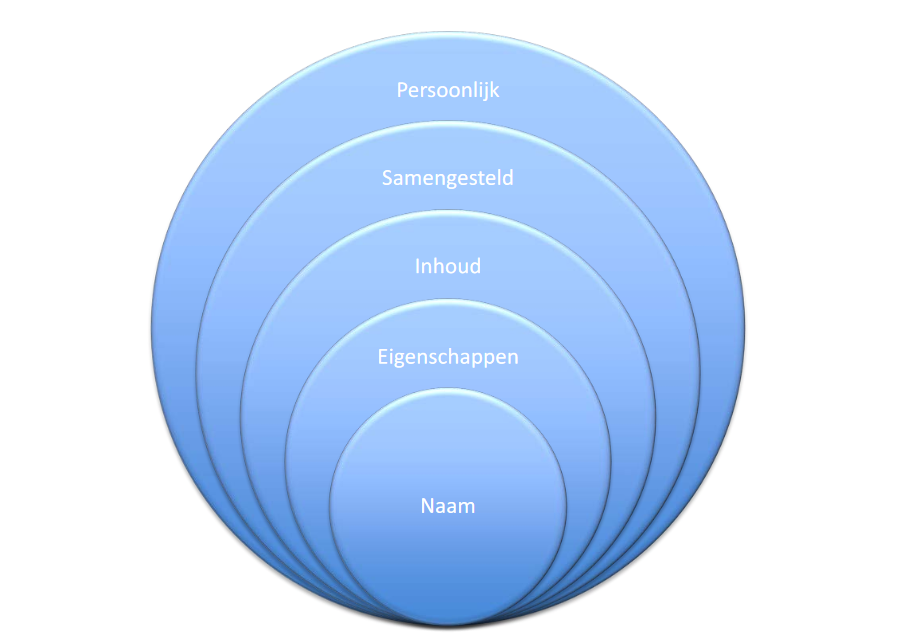 Persoonlijk
Samengesteld
Inhoud
Eigenschappen
Naam